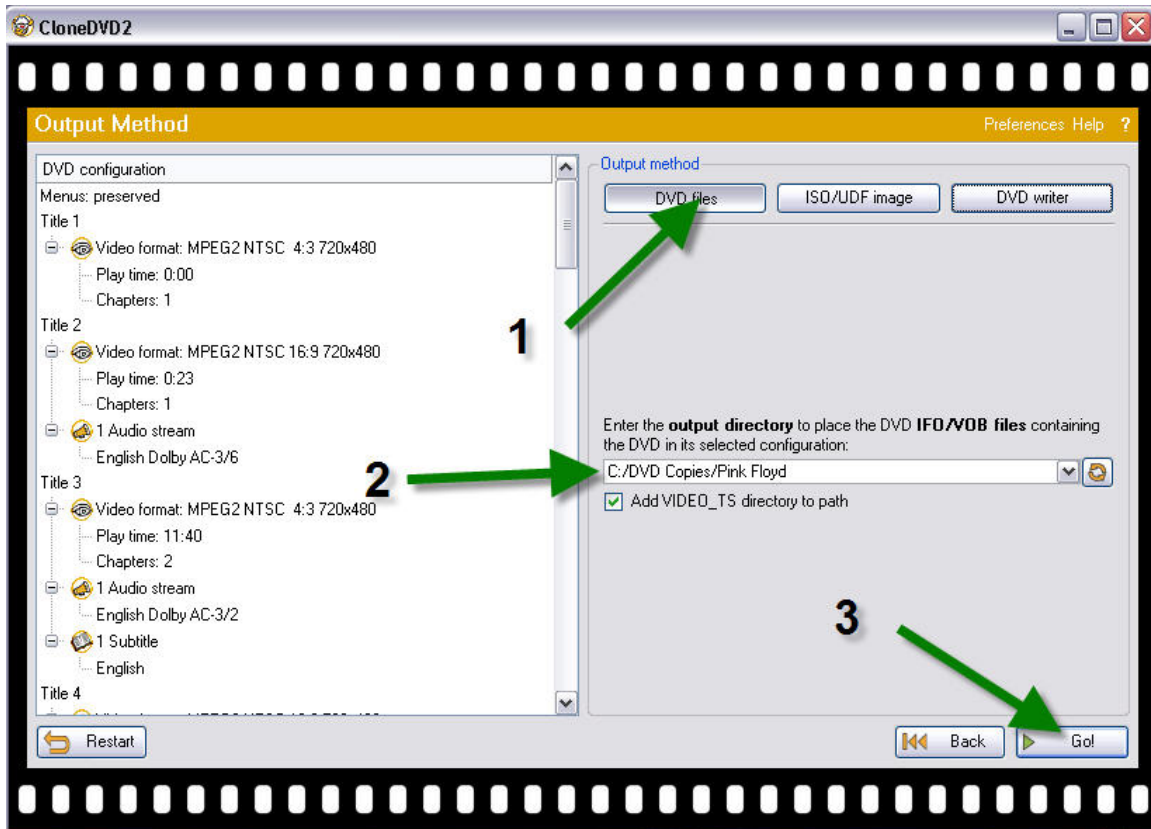 CloneDVD2
Output Method
Preferences Help ?
DVD configuration
Menus: preserved
Title 1
Video format: MPEG2 NTSC 4:3 720x480
Play time: 0:00
Chapters: 1
Title 2
Video format: MPEG2 NTSC 16:9 720x480
Play time: 0:23
Chapters: 1
1 Audio stream
English Dolby AC-3/6
Title 3
Video format: MPEG2 NTSC 4:3 720x480
Play time: 11:40
Chapters: 2
1 Audio stream
English Dolby AC-3/2
1 Subtitle
English
Title 4
Output method
DVD files
ISO/UDF image
DVD writer
1
Enter the output directory to place the DVD IFO/VOB files containing
the DVD in its selected configuration:
2
C:/DVD Copies/Pink Floyd
Add VIDEO_TS directory to path
3
Restart
Back
Go!